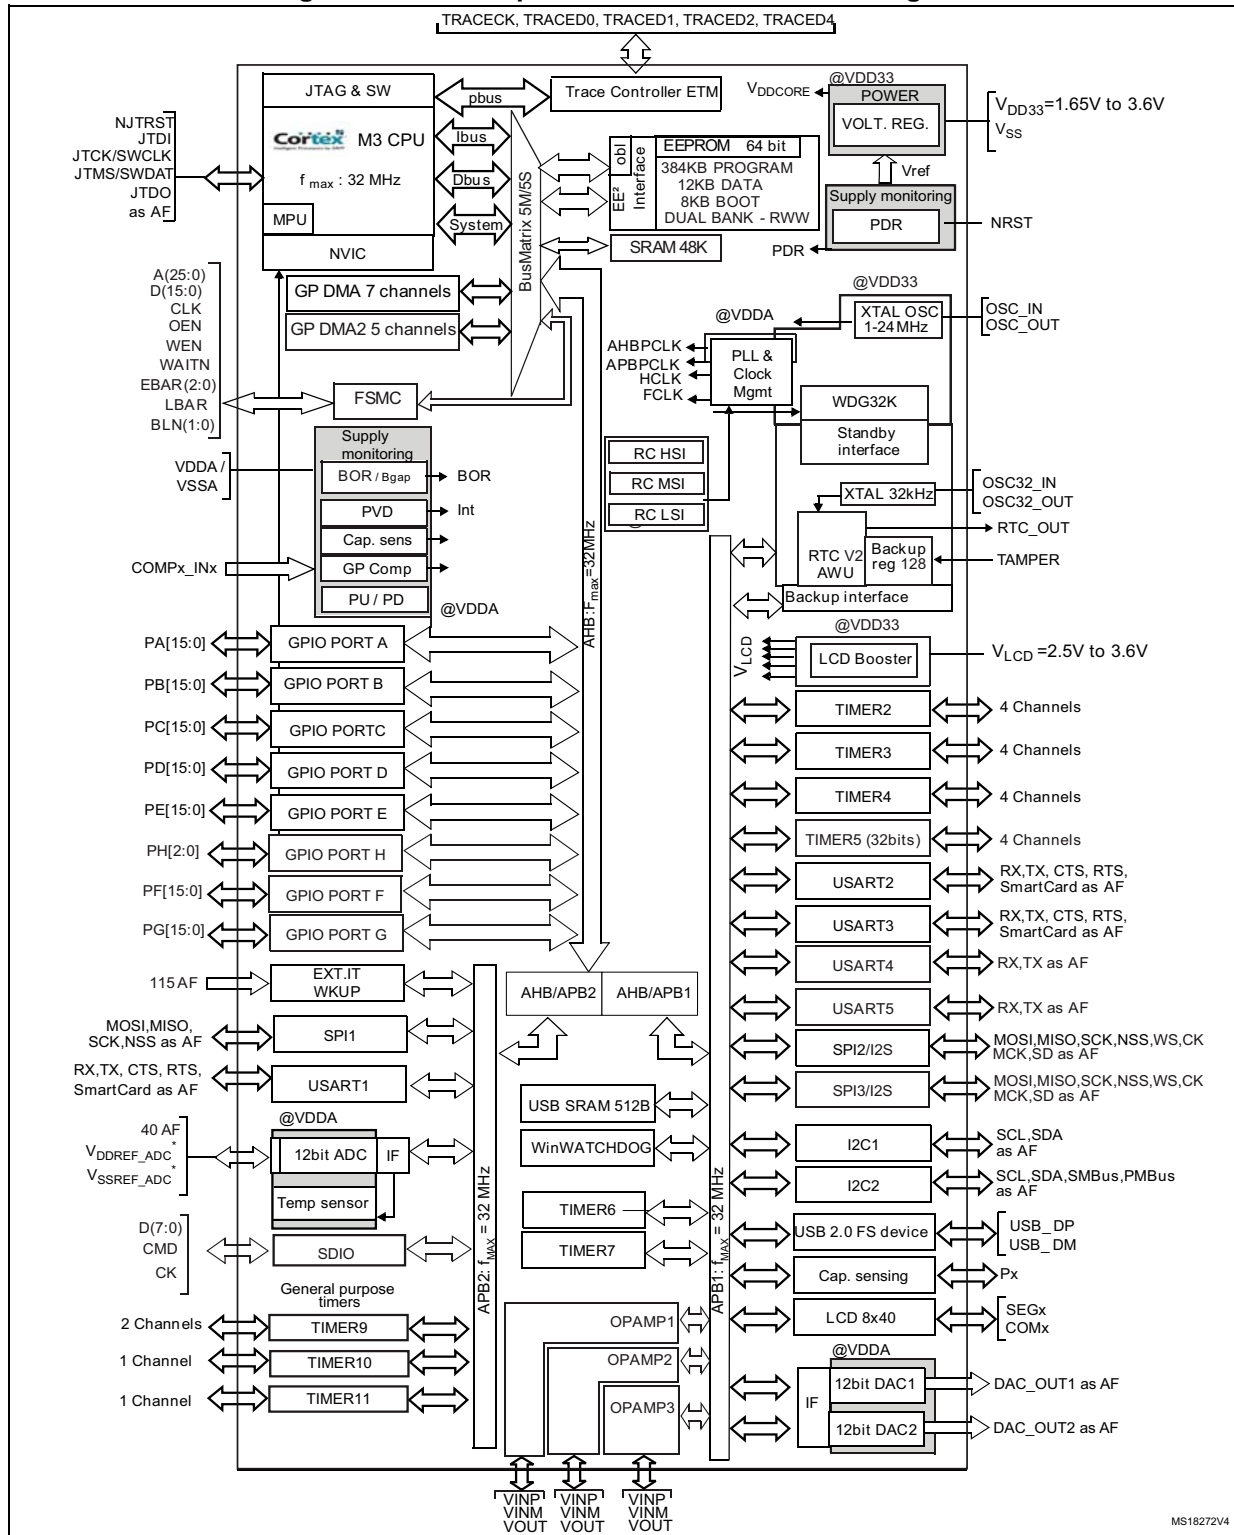 TRACECK, TRACED0, TRACED1, TRACED2, TRACED4
JTAG & SW
pbus
Trace Controller ETM
Cortex
M3 CPU
f max : 32 MHz
MPU
NVIC
Ibus
Dbus
System
BusMatrix 5M/5S
NJTRST
JTDI
JTCK/SWCLK
JTMS/SWDAT
JTDO
as AF
EE² Interface
obl
EEPROM 64 bit
384KB PROGRAM
12KB DATA
8KB BOOT
DUAL BANK - RWW
SRAM 48K
@VDD33
VDDCORE
POWER
VOLT. REG.
VDD33=1.65V to 3.6V
VSS
Vref
Supply monitoring
PDR
PDR
NRST
GP DMA 7 channels
GP DMA2 5 channels
A(25:0)
D(15:0)
CLK
OEN
WEN
WAITN
EBAR(2:0)
LBAR
BLN(1:0)
FSMC
@VDD33
XTAL OSC
1-24MHz
OSC_IN
OSC_OUT
@VDDA
AHBPCLK
APBPCLK
HCLK
FCLK
PLL &
Clock
Mgmt
WDG32K
Standby
interface
RC HSI
RC MSI
RC LSI
@
XTAL 32kHz
OSC32_IN
OSC32_OUT
RTC_OUT
RTC V2
AWU
Backup
reg 128
TAMPER
Backup interface
Supply
monitoring
VDDA /
VSSA
BOR / Bgap
BOR
PVD
Int
Cap. sens
GP Comp
COMPx_INx
PU / PD
@VDDA
AHB:Fmax=32MHz
@VDD33
VLCD
LCD Booster
VLCD =2.5V to 3.6V
PA[15:0]
GPIO PORT A
PB[15:0]
GPIO PORT B
PC[15:0]
GPIO PORTC
PD[15:0]
GPIO PORT D
PE[15:0]
GPIO PORT E
PH[2:0]
GPIO PORT H
PF[15:0]
GPIO PORT F
PG[15:0]
GPIO PORT G
TIMER2
4 Channels
TIMER3
4 Channels
TIMER4
4 Channels
TIMER5 (32bits)
4 Channels
USART2
RX,TX, CTS, RTS,
SmartCard as AF
USART3
RX,TX, CTS, RTS,
SmartCard as AF
USART4
RX,TX as AF
USART5
RX,TX as AF
SPI2/I2S
MOSI,MISO,SCK,NSS,WS,CK
MCK,SD as AF
SPI3/I2S
MOSI,MISO,SCK,NSS,WS,CK
MCK,SD as AF
I2C1
SCL,SDA
as AF
I2C2
SCL,SDA,SMBus,PMBus
as AF
USB 2.0 FS device
USB_DP
USB_DM
Cap. sensing
Px
LCD 8x40
SEGx
COMx
@VDDA
IF
12bit DAC1
DAC_OUT1 as AF
12bit DAC2
DAC_OUT2 as AF
115AF
EXT.IT
WKUP
MOSI,MISO,
SCK,NSS as AF
SPI1
RX,TX, CTS, RTS,
SmartCard as AF
USART1
@VDDA
40 AF
VDDREF_ADC*
VSSREF_ADC*
12bit ADC
IF
Temp sensor
D(7:0)
CMD
CK
SDIO
General purpose
timers
2 Channels
TIMER9
1 Channel
TIMER10
1 Channel
TIMER11
APB2: fMAX = 32 MHz
AHB/APB2
AHB/APB1
USB SRAM 512B
WinWATCHDOG
TIMER6
TIMER7
APB1: fMAX = 32 MHz
OPAMP1
OPAMP2
OPAMP3
VINP
VINM
VOUT
VINP
VINM
VOUT
VINP
VINM
VOUT
MS18272V4